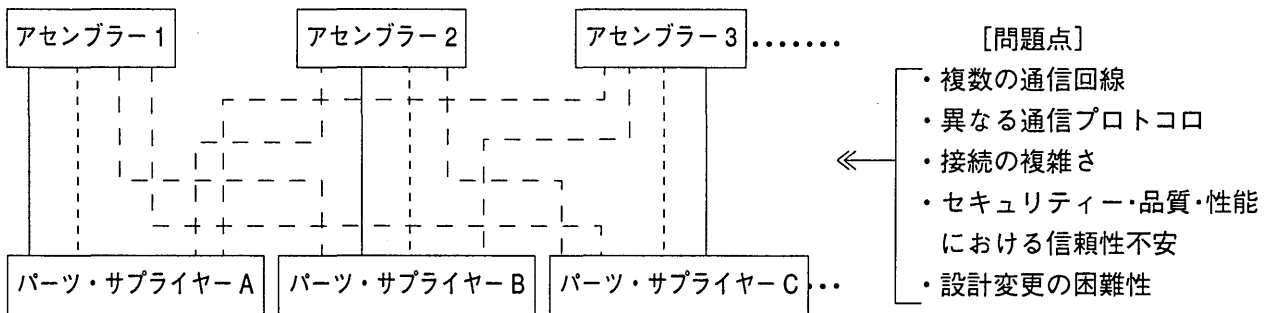 アセンブラー1
アセンブラー2
アセンブラー3・・・・・・・
パーツ・サプライヤーA
パーツ・サプライヤーB
パーツ・サプライヤーC・・・
［問題点］
・複数の通信回線
・異なる通信プロトコロ
・接続の複雑さ
・セキュリティー・品質・性能
における信頼性不安
・設計変更の困難性